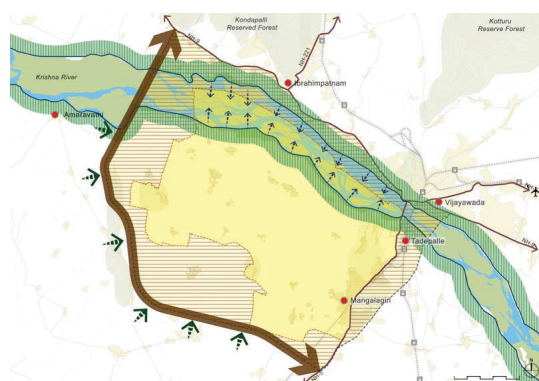 Kondapalli
Reserved Forest
Kotturu
Reserve Forest
NH-9
NH-221
Krishna River
Ibrahimpatnam
Amaravati
Vijayawada
Tadepalle
Mangalagiri
N